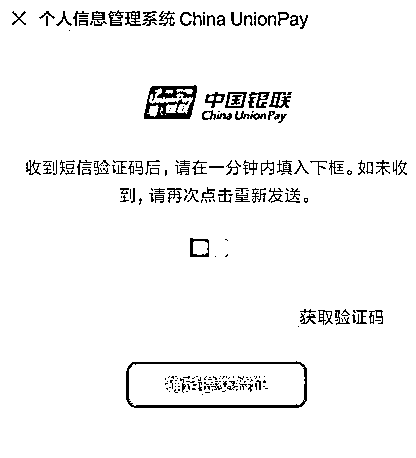 个人信息管理系统 China UnionPay
中国银联
China UnionPay
收到短信验证码后,请在一分钟内填入下框。如未收
到,请再次点击重新发送。
获取验证码